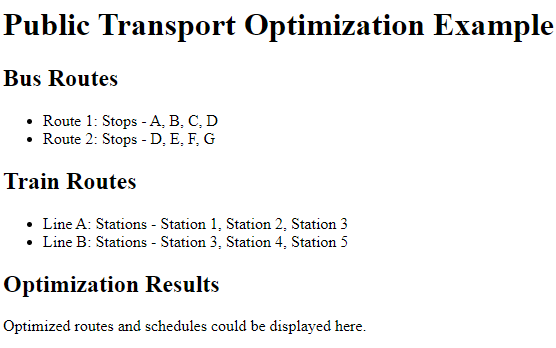 Public Transport Optimization Example
Bus Routes
• Route 1: Stops - A, B, C, D
• Route 2: Stops - D, E, F, G
Train Routes
• Line A: Stations - Station 1, Station 2, Station 3
• Line B: Stations - Station 3, Station 4, Station 5
Optimization Results
Optimized routes and schedules could be displayed here.